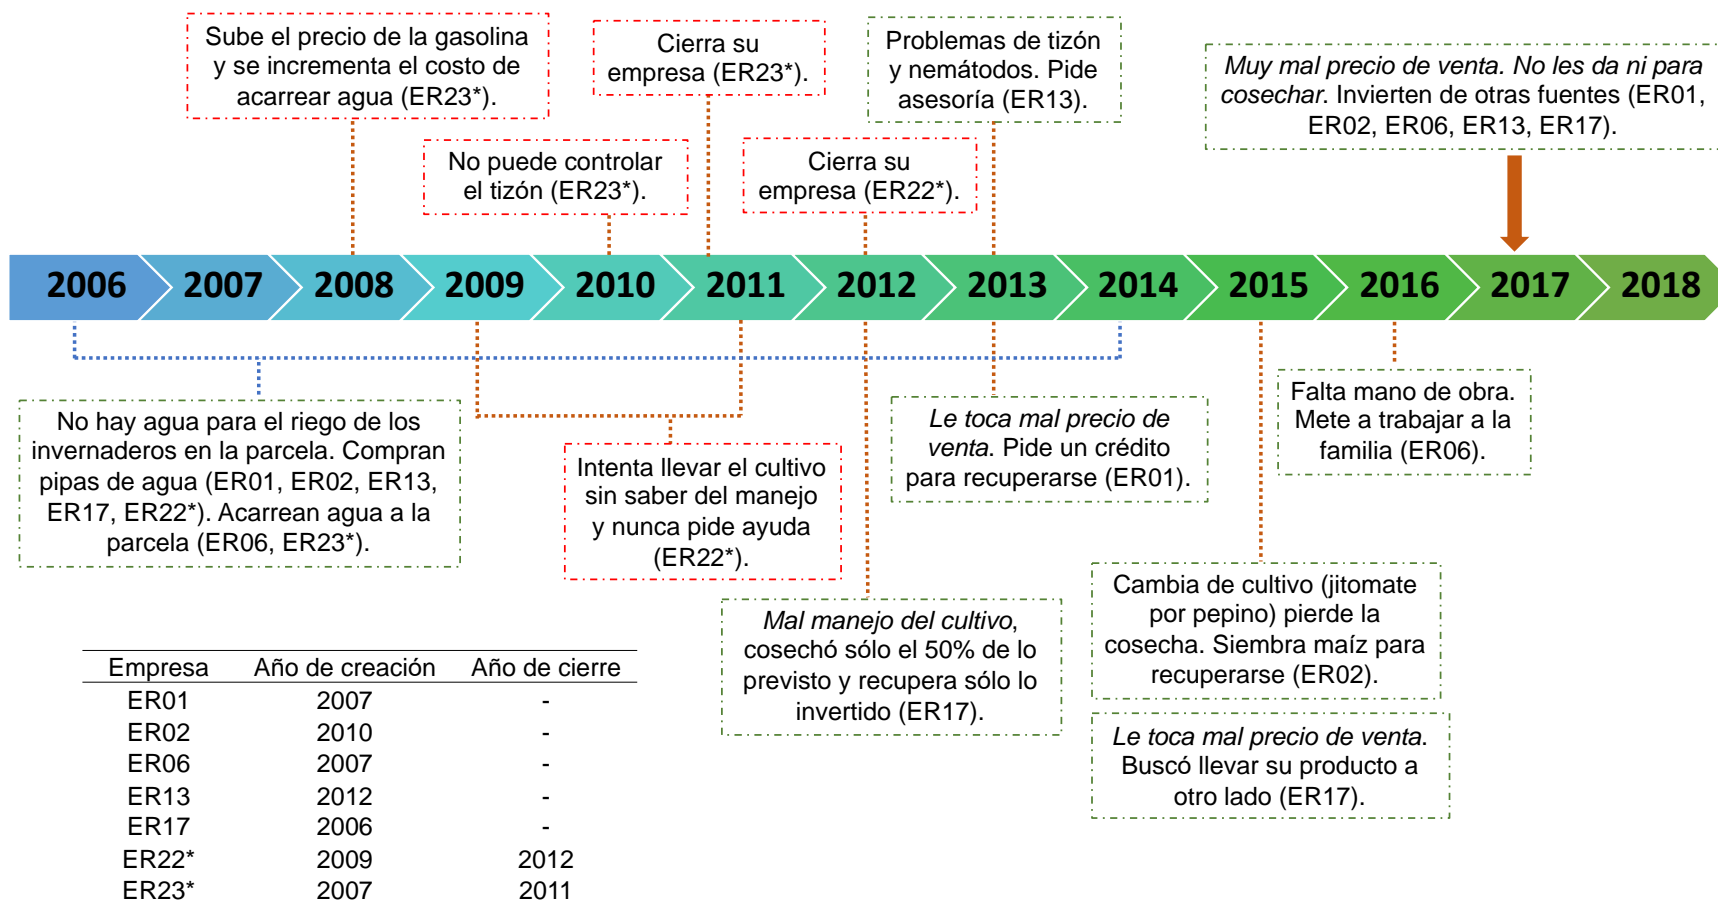 Sube el precio de la gasolina
y se incrementa el costo de
acarrear agua (ER23*).
Cierra su
empresa (ER23*).
Problemas de tizón
y nemátodos. Pide
asesoría (ER13).
Muy mal precio de venta. No les da ni para
cosechar. Invierten de otras fuentes (ER01,
ER02, ER06, ER13, ER17).
No puede controlar
el tizón (ER23*).
Cierra su
empresa (ER22*).
2006 2007 2008 2009 2010 2011 2012 2013 2014 2015 2016 2017 2018
No hay agua para el riego de los
invernaderos en la parcela. Compran
pipas de agua (ER01, ER02, ER13,
ER17, ER22*). Acarrean agua a la
parcela (ER06, ER23*).
Intenta llevar el cultivo
sin saber del manejo
y nunca pide ayuda
(ER22*).
Le toca mal precio de
venta. Pide un crédito
para recuperarse (ER01).
Falta mano de obra.
Mete a trabajar a la
familia (ER06).
Mal manejo del cultivo,
cosechó sólo el 50% de lo
previsto y recupera sólo lo
invertido (ER17).
Cambia de cultivo (jitomate
por pepino) pierde la
cosecha. Siembra maíz para
recuperarse (ER02).
Le toca mal precio de venta.
Buscó llevar su producto a
otro lado (ER17).
Empresa Año de creación Año de cierre
ER01 2007 -
ER02 2010 -
ER06 2007 -
ER13 2012 -
ER17 2006 -
ER22* 2009 2012
ER23* 2007 2011